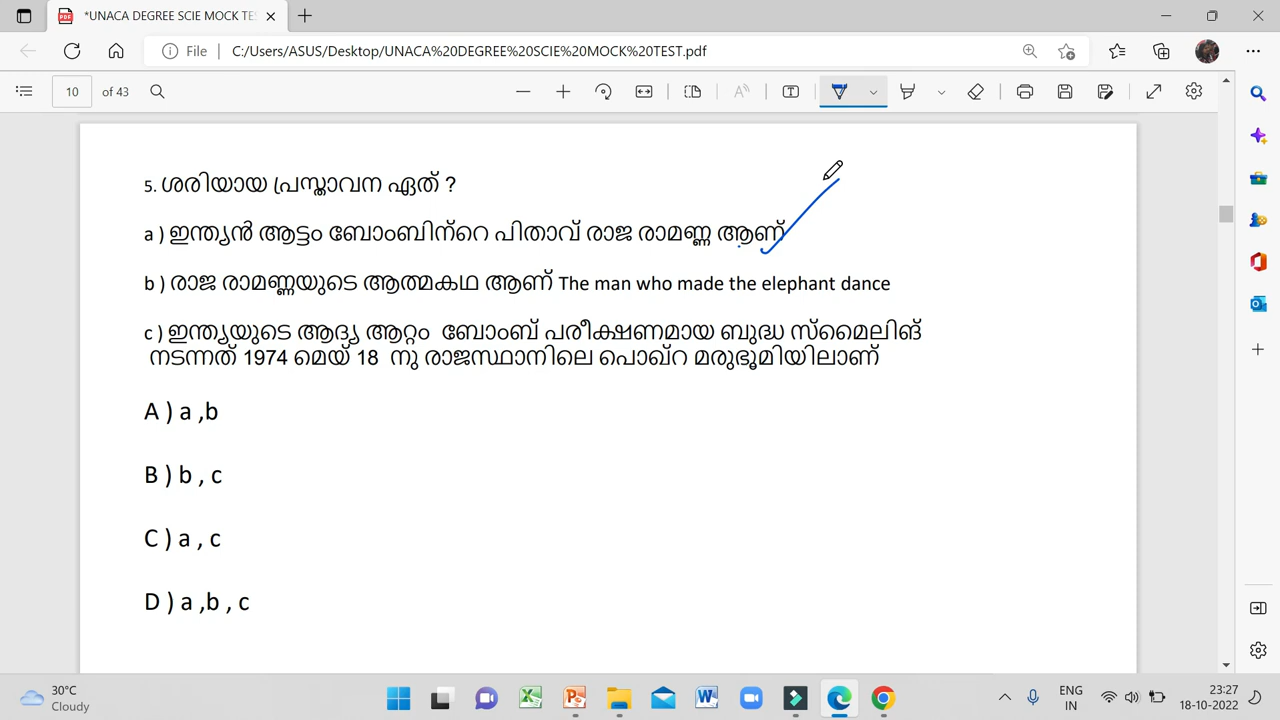 *UNACA DEGREE SCIE MOCK TES
File
C:/Users/ASUS/Desktop/UNACA%20DEGREE%20SCIE%20MOCK%20TEST.pdf
10 of 43
5. ശരിയായ പ്രസ്താവന ഏത് ?
a ) ഇന്ത്യൻ ആട്ടം ബോംബിന്റെ പിതാവ് രാജ രാമണ്ണ ആണ്
b ) രാജ രാമണ്ണയുടെ ആത്മകഥ ആണ് The man who made the elephant dance
c ) ഇന്ത്യയുടെ ആദ്യ ആറ്റം ബോംബ് പരീക്ഷണമായ ബുദ്ധ സ്മൈലിങ്
നടന്നത് 1974 മെയ് 18 നു രാജസ്ഥാനിലെ പൊഖ്റ മരുഭൂമിയിലാണ്
A ) a ,b
B ) b , c
C ) a , c
D ) a ,b , c
30°C
Cloudy
ENG
IN
23:27
18-10-2022